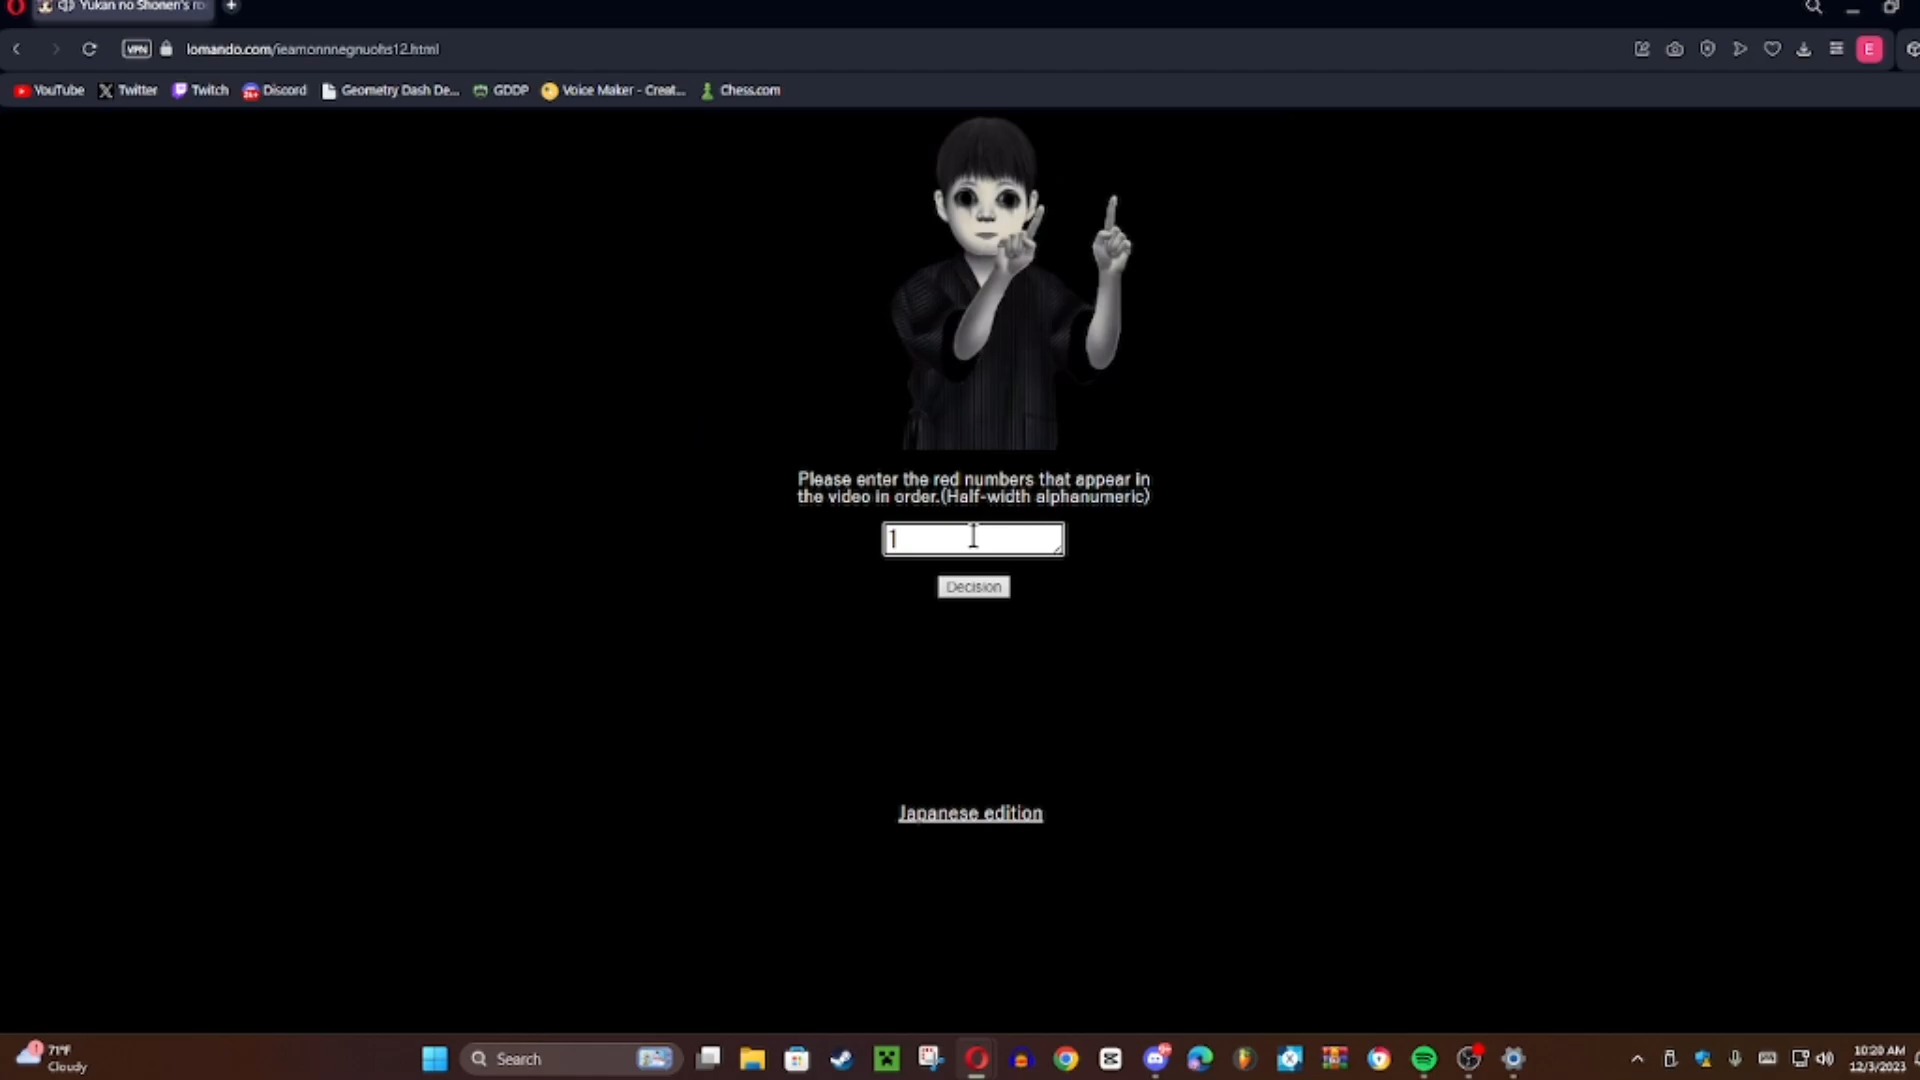 Yukan no Shonen's ro
VPN
lomando.com/ieamonnnegnuohs12.html
E
YouTube
Twitter
Twitch
Discord
Geometry Dash De...
GDDP
Voice Maker - Creat...
Chess.com
Please enter the red numbers that appear in
the video in order.(Half-width alphanumeric)
1
Decision
Japanese edition
71°F
Cloudy
Search
10:20 AM
12/3/2023